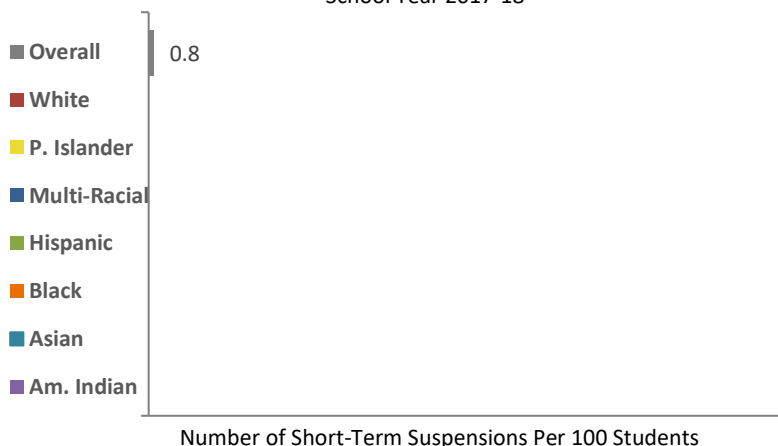 School Year 2017-18
Overall
0.8
White
P. Islander
Multi-Racial
Hispanic
Black
Asian
Am. Indian
Number of Short-Term Suspensions Per 100 Students